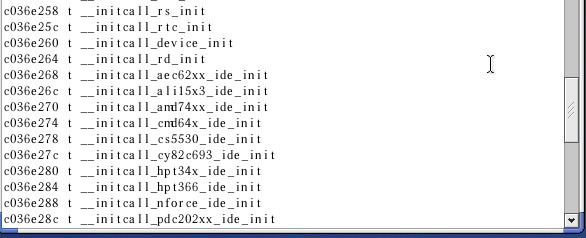 c036e258 t __initcall_rs_init
c036e25c t __initcall_rtc_init
c036e260 t __initcall_device_init
c036e264 t __initcall_rd_init
c036e268 t __initcall_aec62xx_ide_init
c036e26c t __initcall_ali15x3_ide_init
c036e270 t __initcall_amd74xx_ide_init
c036e274 t __initcall_cmd64x_ide_init
c036e278 t __initcall_cs5530_ide_init
c036e27c t __initcall_cy82c693_ide_init
c036e280 t __initcall_hpt34x_ide_init
c036e284 t __initcall_hpt366_ide_init
c036e288 t __initcall_nforce_ide_init
c036e28c t __initcall_pdc202xx_ide_init